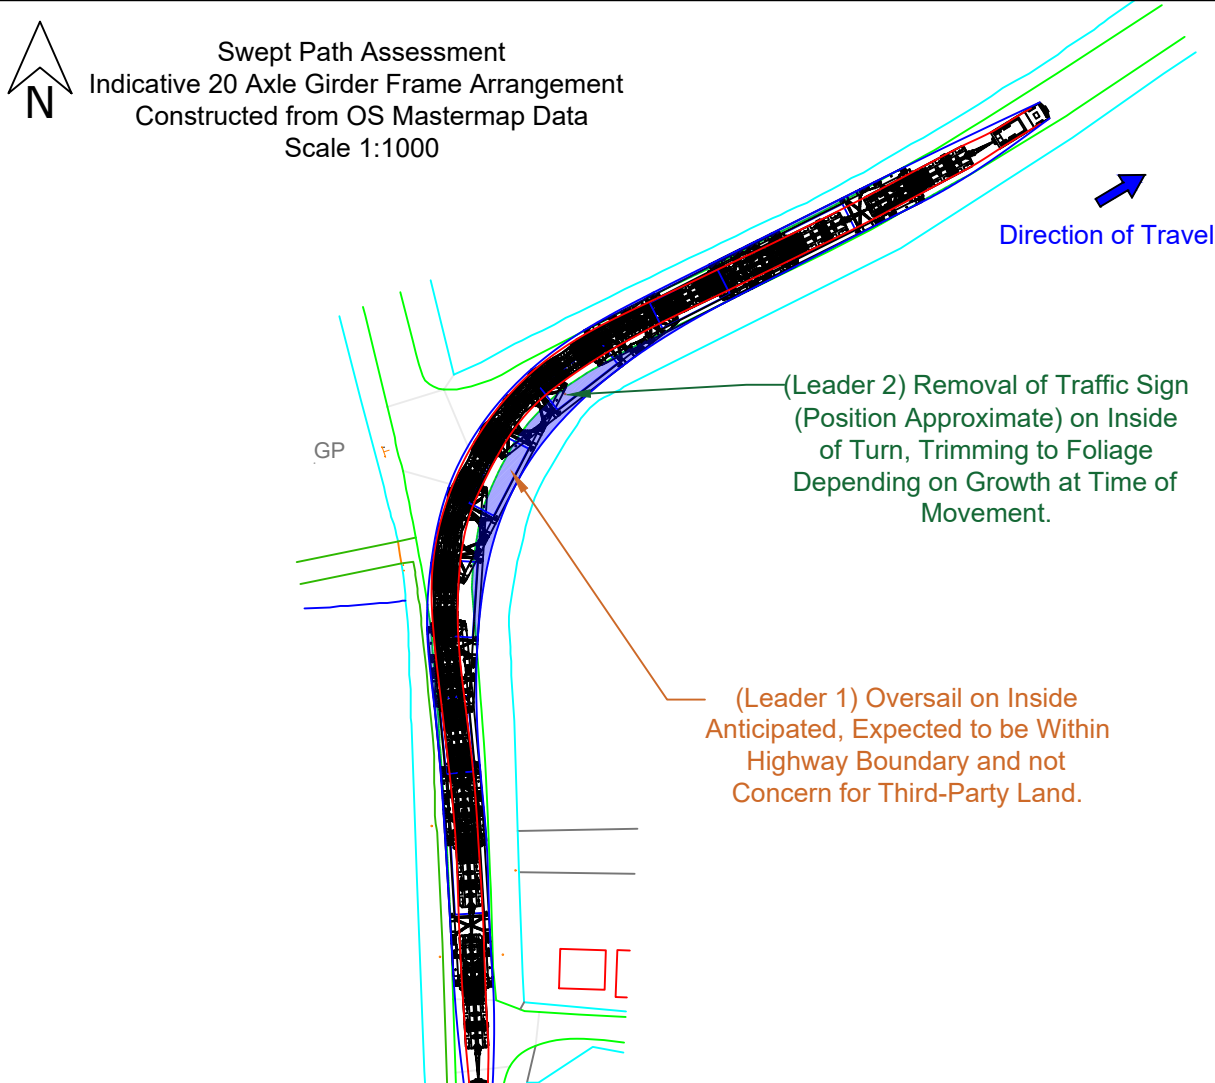 Swept Path Assessment
Indicative 20 Axle Girder Frame Arrangement
Constructed from OS Mastermap Data
Scale 1:1000
N
Direction of Travel
(Leader 2) Removal of Traffic Sign
(Position Approximate) on Inside
of Turn, Trimming to Foliage
Depending on Growth at Time of
Movement.
GP
(Leader 1) Oversail on Inside
Anticipated, Expected to be Within
Highway Boundary and not
Concern for Third-Party Land.